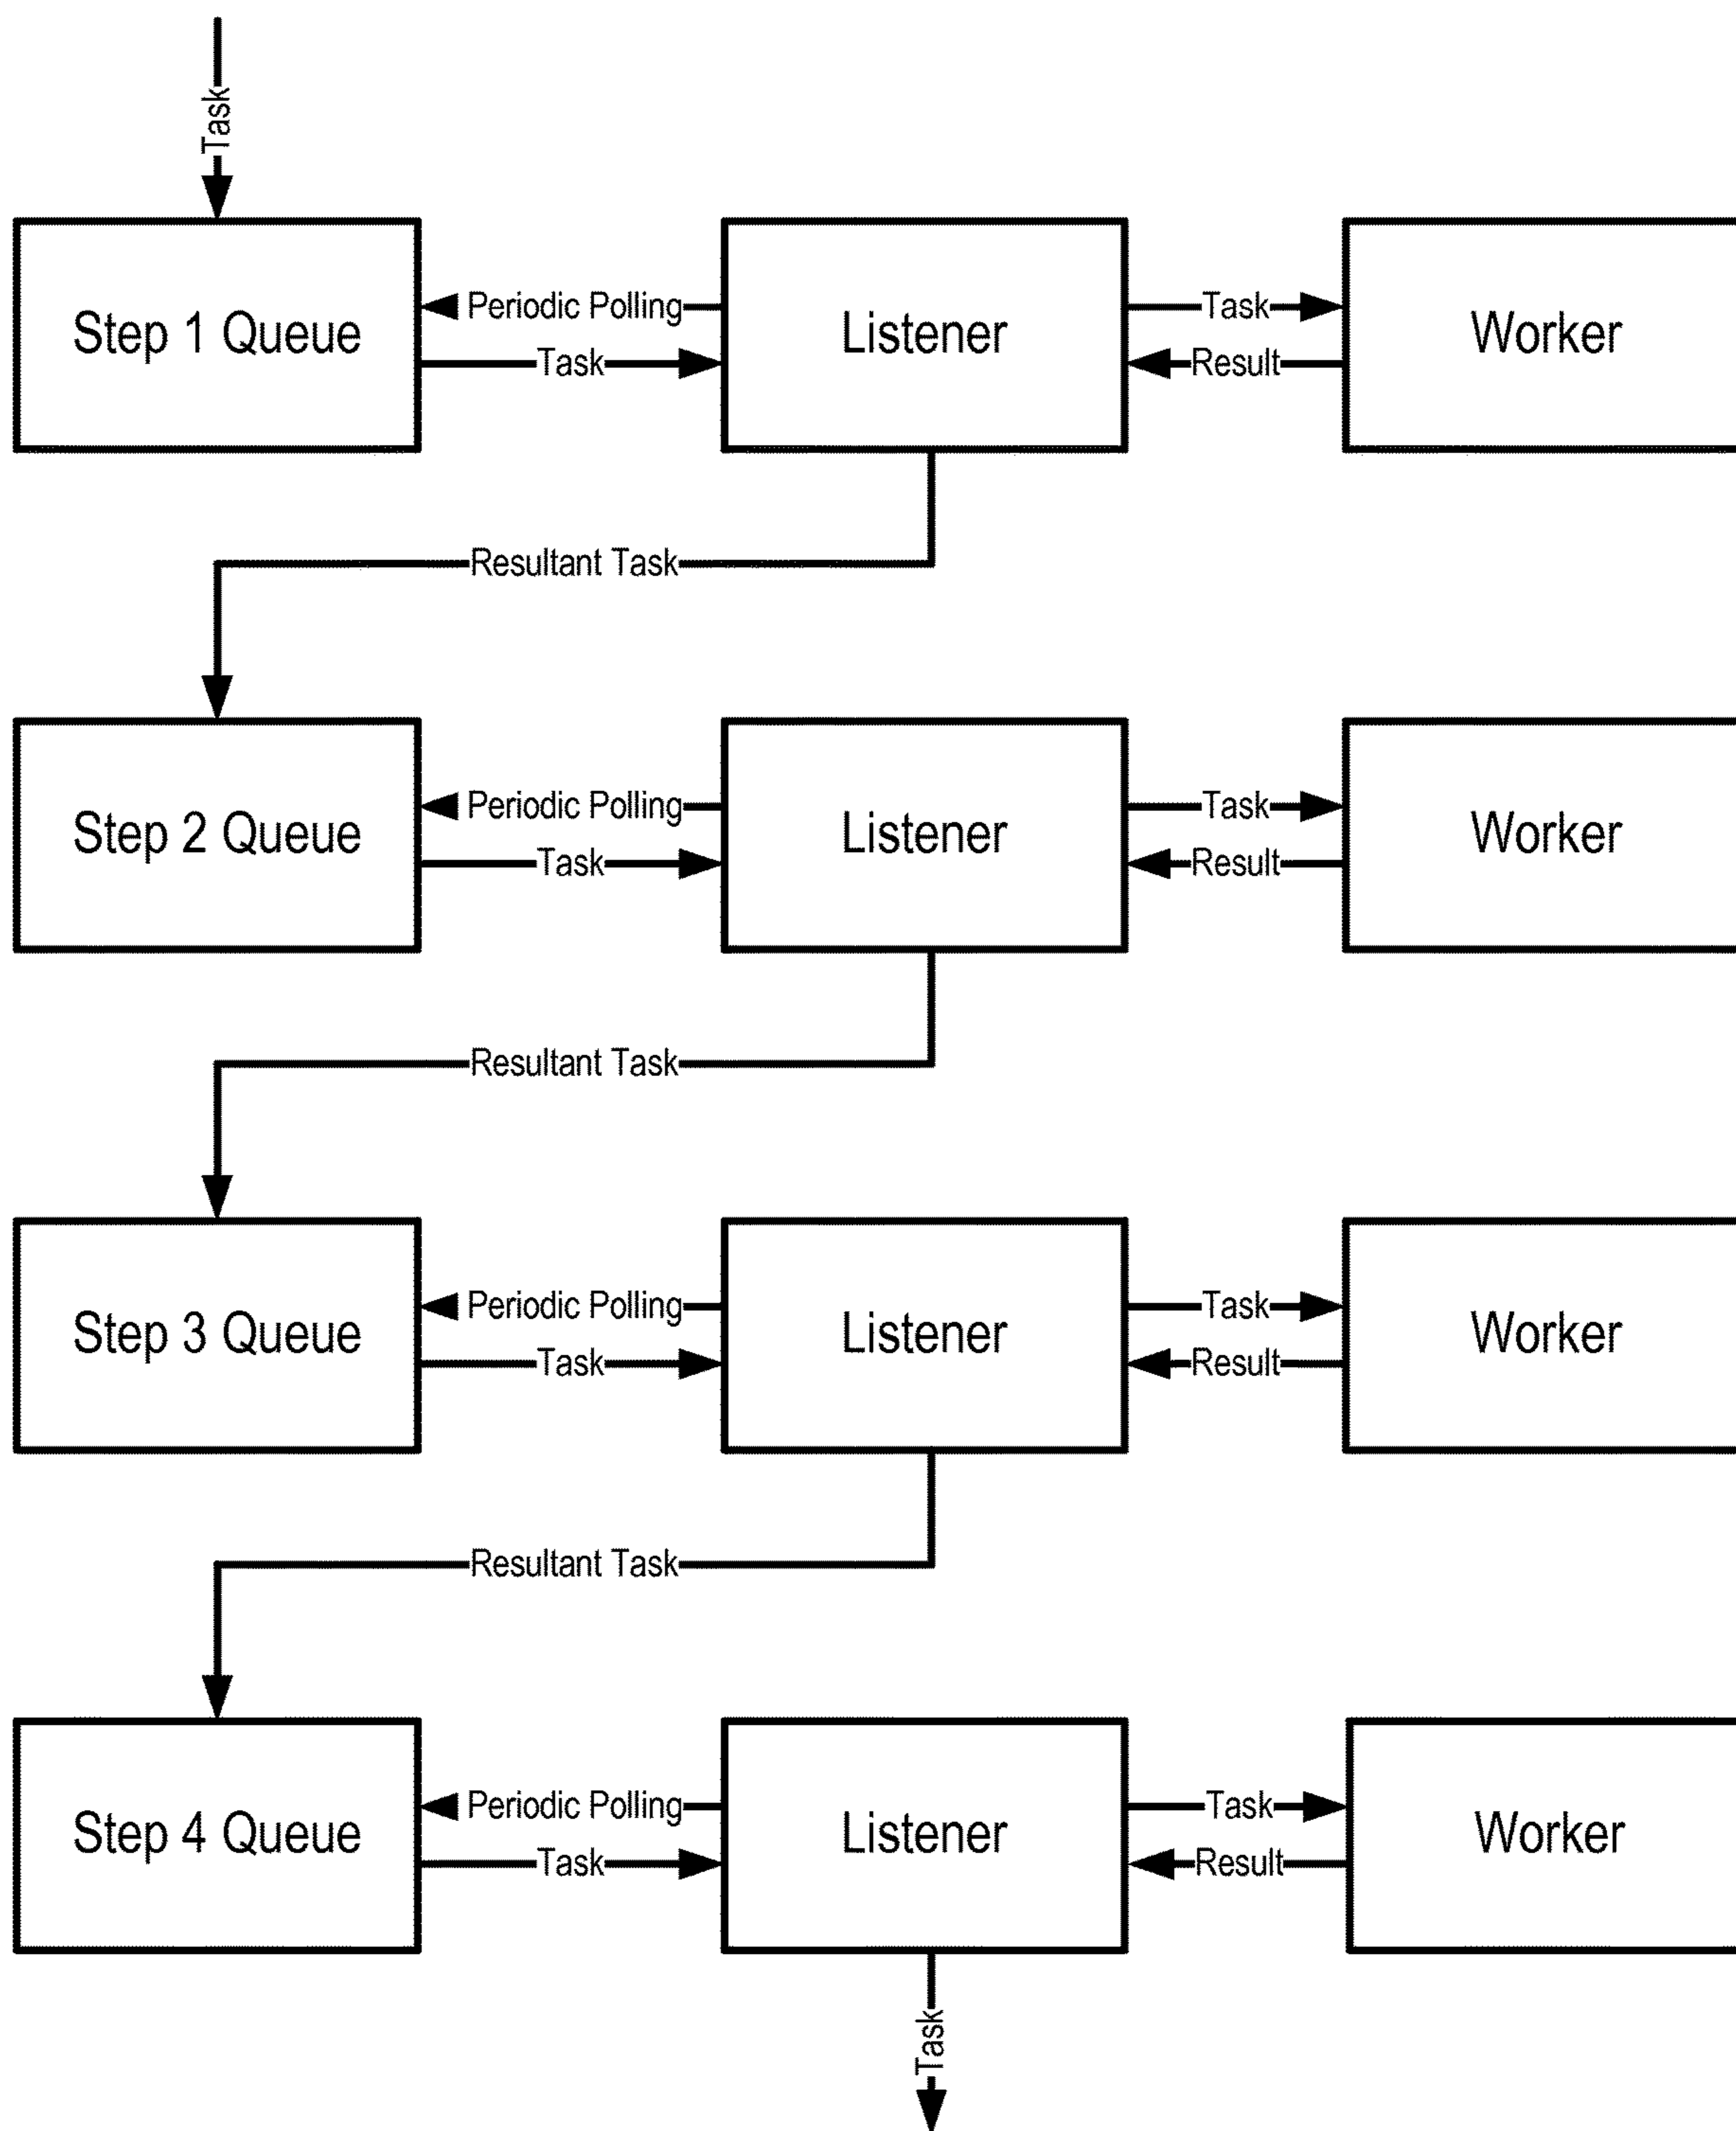 Task
Step 1 Queue
Periodic Polling
Task
Listener
Task
Result
Worker
Resultant Task
Step 2 Queue
Periodic Polling
Task
Listener
Task
Result
Worker
Resultant Task
Step 3 Queue
Periodic Polling
Task
Listener
Task
Result
Worker
Resultant Task
Step 4 Queue
Periodic Polling
Task
Listener
Task
Result
Worker
Task